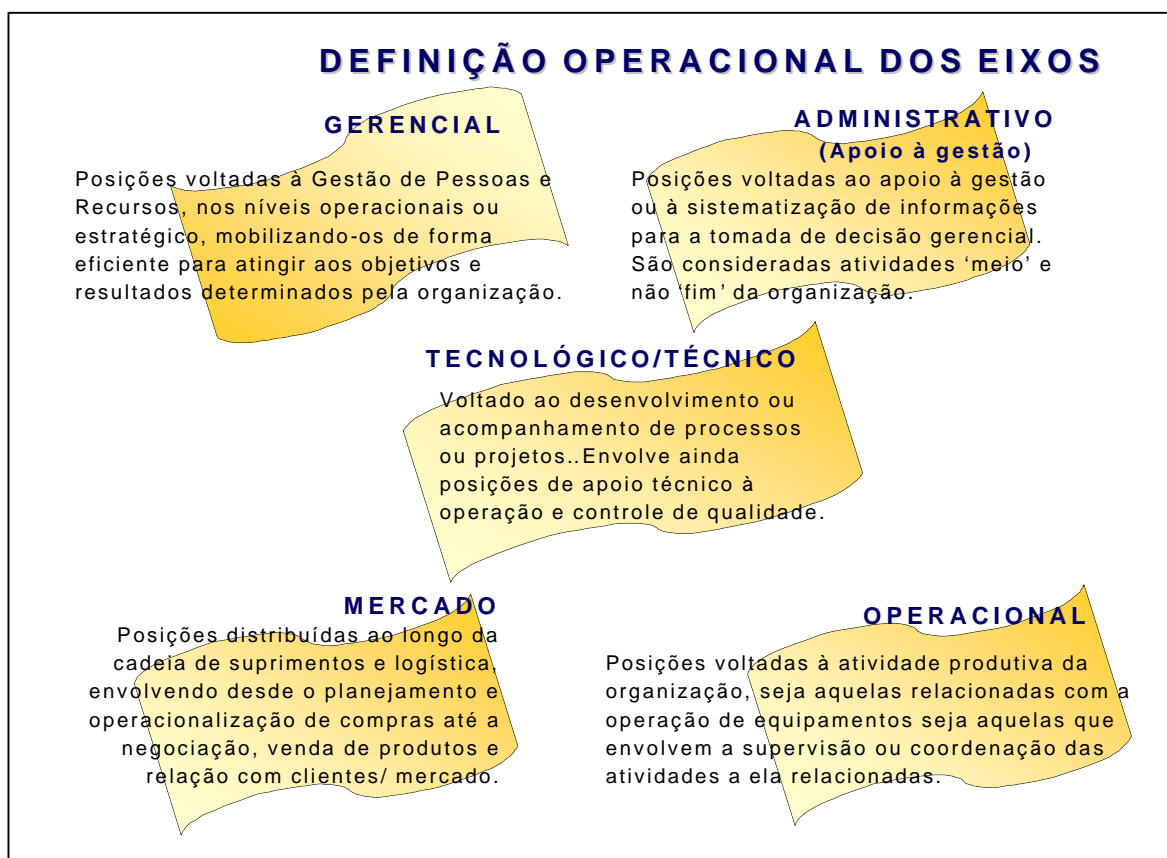 DEFINIÇÃO OPERACIONAL DOS EIXOS
GERENCIAL
Posições voltadas à Gestão de Pessoas e
Recursos, nos níveis operacionais ou
estratégico, mobilizando-os de forma
eficiente para atingir aos objetivos e
resultados determinados pela organização.
ADMINISTRATIVO
(Apoio à gestão)
Posições voltadas ao apoio à gestão
ou à sistematização de informações
para a tomada de decisão gerencial.
São consideradas atividades ‘meio’ e
não ‘fim’ da organização.
TECNOLÓGICO/TÉCNICO
Voltado ao desenvolvimento ou
acompanhamento de processos
ou projetos..Envolve ainda
posições de apoio técnico à
operação e controle de qualidade.
MERCADO
Posições distribuídas ao longo da
cadeia de suprimentos e logística,
envolvendo desde o planejamento e
operacionalização de compras até a
negociação, venda de produtos e
relação com clientes/ mercado.
OPERACIONAL
Posições voltadas à atividade produtiva da
organização, seja aquelas relacionadas com a
operação de equipamentos seja aquelas que
envolvem a supervisão ou coordenação das
atividades a ela relacionadas.